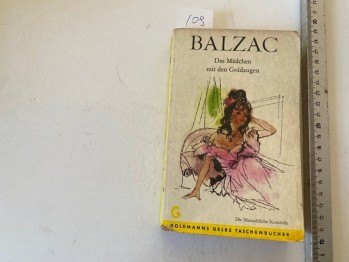 109
BALZAC
Das Mädchen
mit den Goldaugen
Die Menschliche Komödie
G
GOLDMANNS GELBE TASCHENBÜCHER